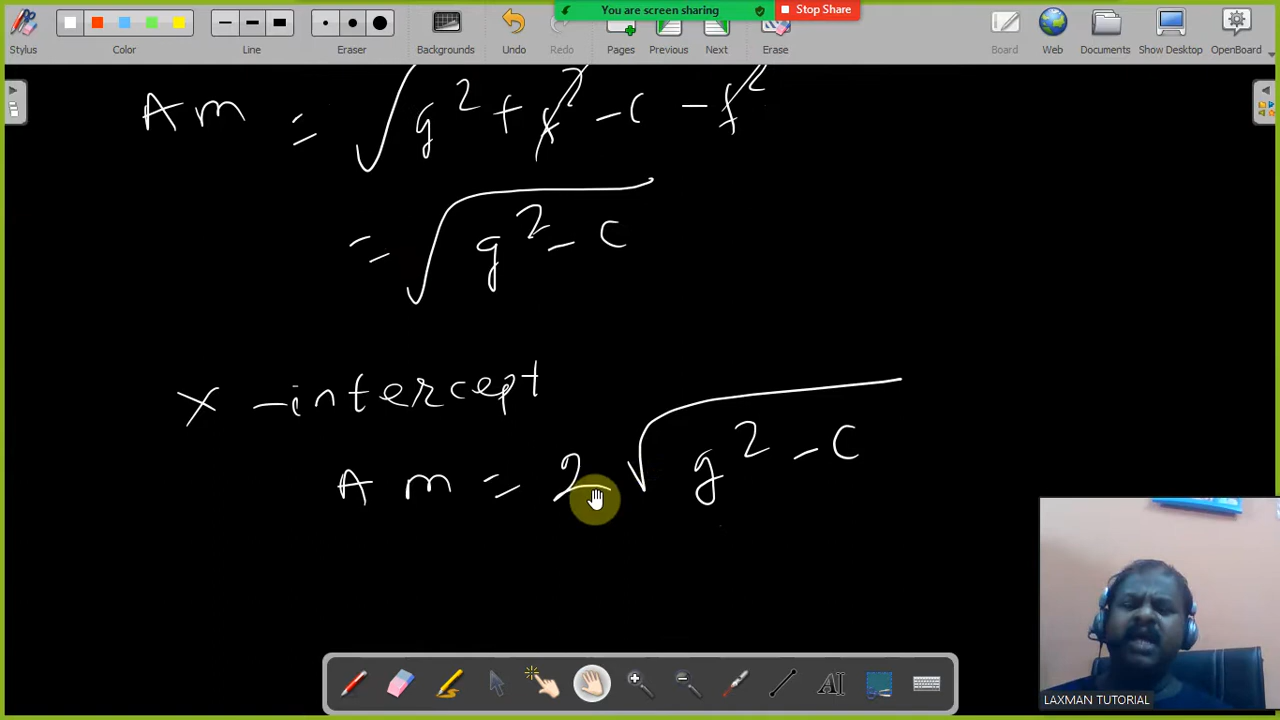 You are screen sharing Stop Share
Stylus Color Line Eraser Backgrounds Undo Redo Pages Previous Next Erase Board Web Documents Show Desktop OpenBoard
Am = √g² + f² - c - f²
= √g² - c
X - intercept
Am = 2 √g² - c
AI
LAXMAN TUTORIAL